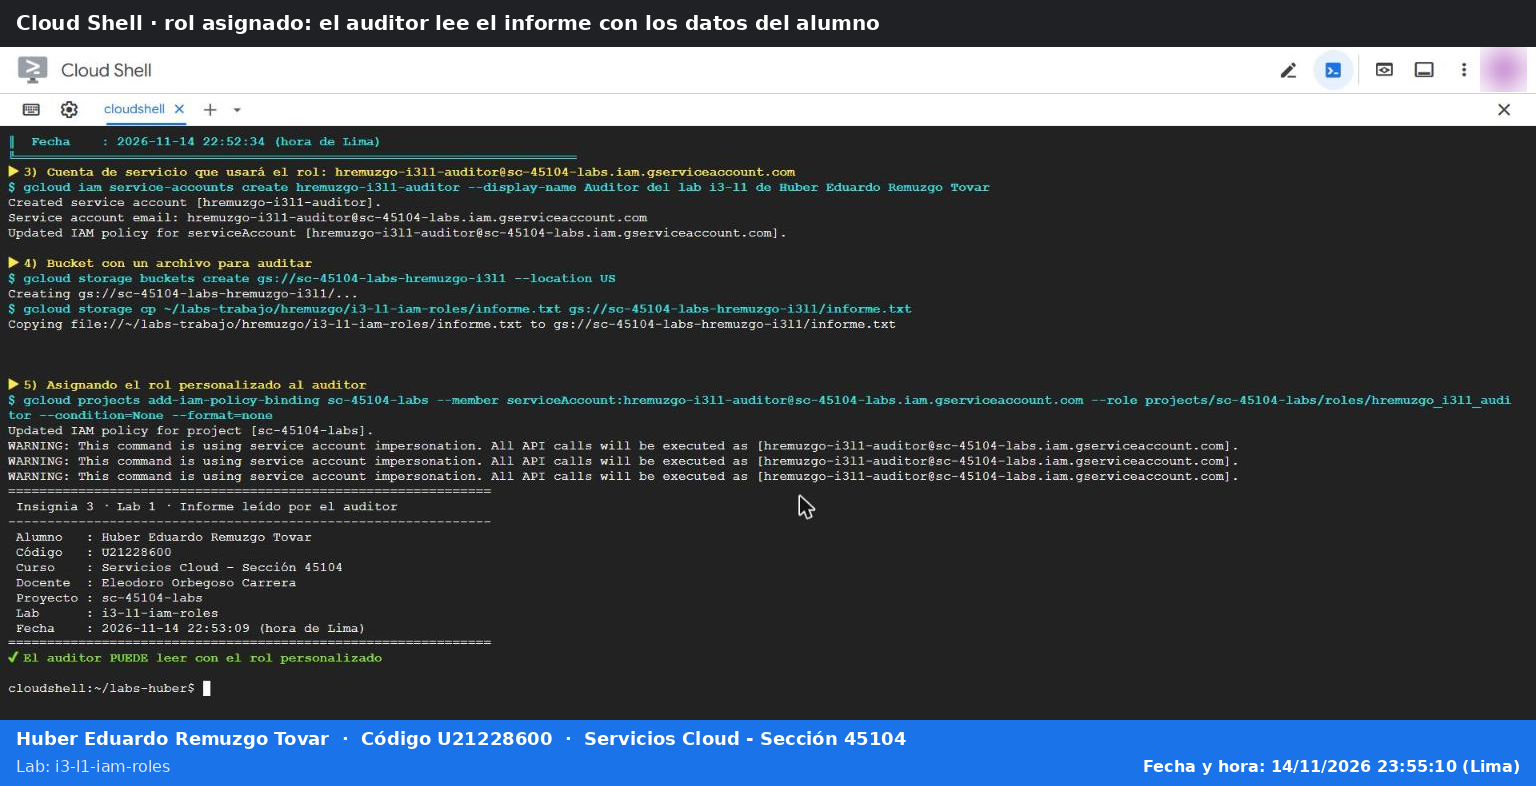 Cloud Shell · rol asignado: el auditor lee el informe con los datos del alumno
Cloud Shell
cloudshell
║  Fecha    : 2026-11-14 22:52:34 (hora de Lima)
▶ 3) Cuenta de servicio que usará el rol: hremuzgo-i3l1-auditor@sc-45104-labs.iam.gserviceaccount.com
$ gcloud iam service-accounts create hremuzgo-i3l1-auditor --display-name Auditor del lab i3-l1 de Huber Eduardo Remuzgo Tovar
Created service account [hremuzgo-i3l1-auditor].
Service account email: hremuzgo-i3l1-auditor@sc-45104-labs.iam.gserviceaccount.com
Updated IAM policy for serviceAccount [hremuzgo-i3l1-auditor@sc-45104-labs.iam.gserviceaccount.com].
▶ 4) Bucket con un archivo para auditar
$ gcloud storage buckets create gs://sc-45104-labs-hremuzgo-i3l1 --location US
Creating gs://sc-45104-labs-hremuzgo-i3l1/...
$ gcloud storage cp ~/labs-trabajo/hremuzgo/i3-l1-iam-roles/informe.txt gs://sc-45104-labs-hremuzgo-i3l1/informe.txt
Copying file://~/labs-trabajo/hremuzgo/i3-l1-iam-roles/informe.txt to gs://sc-45104-labs-hremuzgo-i3l1/informe.txt
▶ 5) Asignando el rol personalizado al auditor
$ gcloud projects add-iam-policy-binding sc-45104-labs --member serviceAccount:hremuzgo-i3l1-auditor@sc-45104-labs.iam.gserviceaccount.com --role projects/sc-45104-labs/roles/hremuzgo_i3l1_audi
tor --condition=None --format=none
Updated IAM policy for project [sc-45104-labs].
WARNING: This command is using service account impersonation. All API calls will be executed as [hremuzgo-i3l1-auditor@sc-45104-labs.iam.gserviceaccount.com].
WARNING: This command is using service account impersonation. All API calls will be executed as [hremuzgo-i3l1-auditor@sc-45104-labs.iam.gserviceaccount.com].
WARNING: This command is using service account impersonation. All API calls will be executed as [hremuzgo-i3l1-auditor@sc-45104-labs.iam.gserviceaccount.com].
==============================================================
Insignia 3 · Lab 1 · Informe leído por el auditor
--------------------------------------------------------------
Alumno   : Huber Eduardo Remuzgo Tovar
Código   : U21228600
Curso    : Servicios Cloud - Sección 45104
Docente  : Eleodoro Orbegoso Carrera
Proyecto : sc-45104-labs
Lab      : i3-l1-iam-roles
Fecha    : 2026-11-14 22:53:09 (hora de Lima)
==============================================================
✔ El auditor PUEDE leer con el rol personalizado
cloudshell:~/labs-huber$
Huber Eduardo Remuzgo Tovar · Código U21228600 · Servicios Cloud - Sección 45104
Lab: i3-l1-iam-roles
Fecha y hora: 14/11/2026 23:55:10 (Lima)